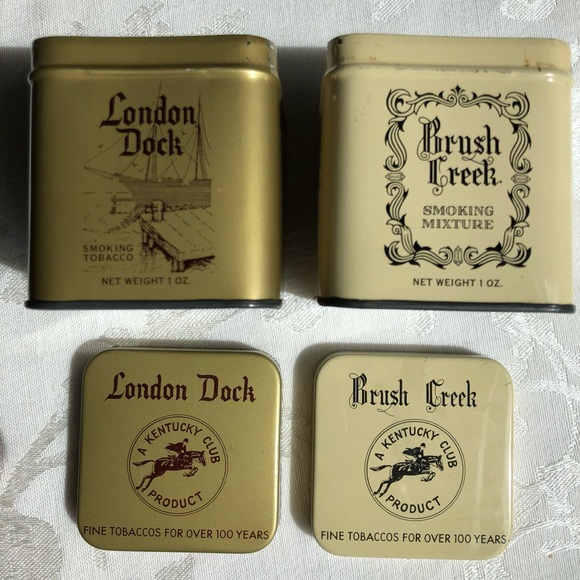 London
Dock
SMOKING
TOBACCO
NET WEIGHT 1 OZ.
Brush
Creek
SMOKING
MIXTURE
NET WEIGHT 1 OZ.
London Dock
A KENTUCKY CLUB
PRODUCT
FINE TOBACCOS FOR OVER 100 YEARS
Brush Creek
A KENTUCKY CLUB
PRODUCT
FINE TOBACCOS FOR OVER 100 YEARS